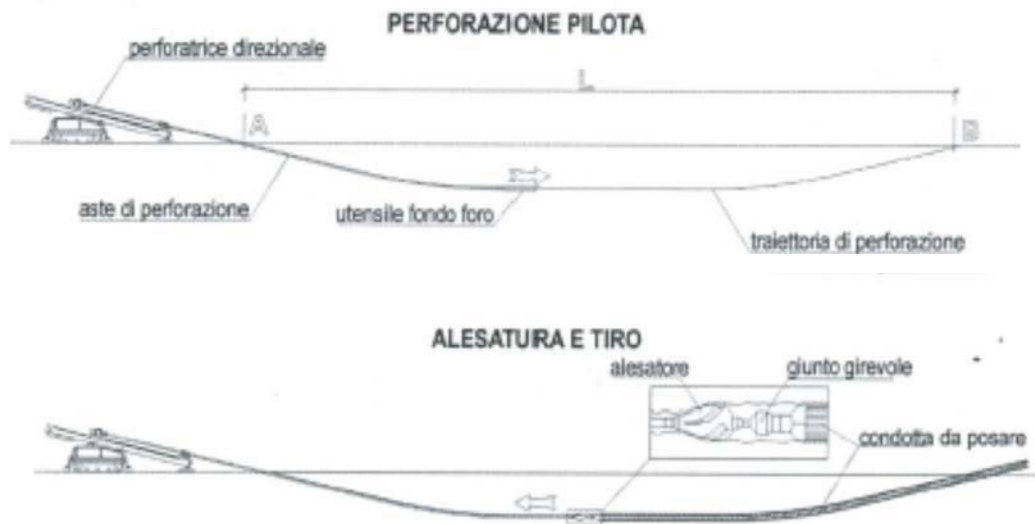 PERFORAZIONE PILOTA
perforatrice direzionale
L
A
B
aste di perforazione
utensile fondo foro
traiettoria di perforazione
ALESATURA E TIRO
alesatore
giunto girevole
condotta da posare